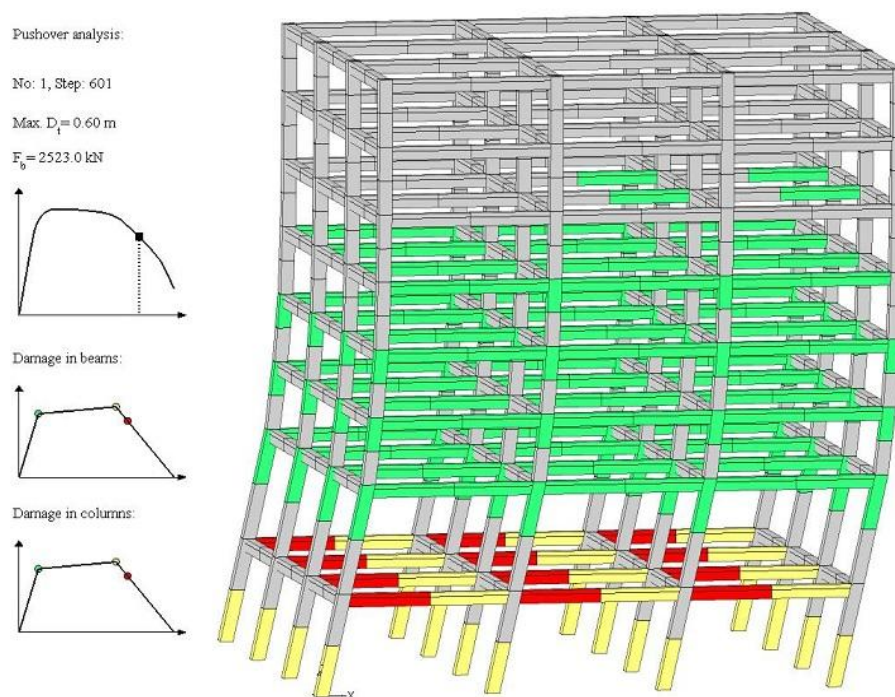 Pushover analysis:
No: 1, Step: 601
Max. Dt= 0.60 m
Fb= 2523.0 kN
Damage in beams:
Damage in columns:
X